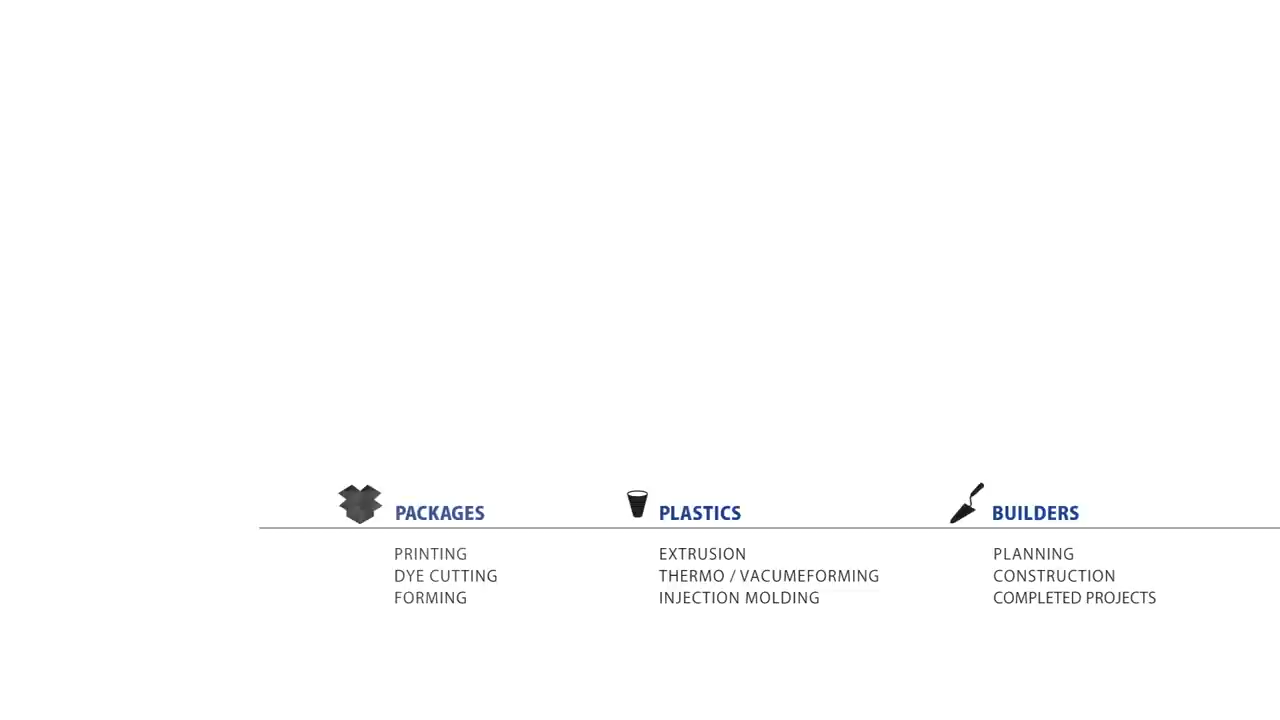 PACKAGES
PRINTING
DYE CUTTING
FORMING
PLASTICS
EXTRUSION
THERMO / VACUMEFORMING
INJECTION MOLDING
BUILDERS
PLANNING
CONSTRUCTION
COMPLETED PROJECTS